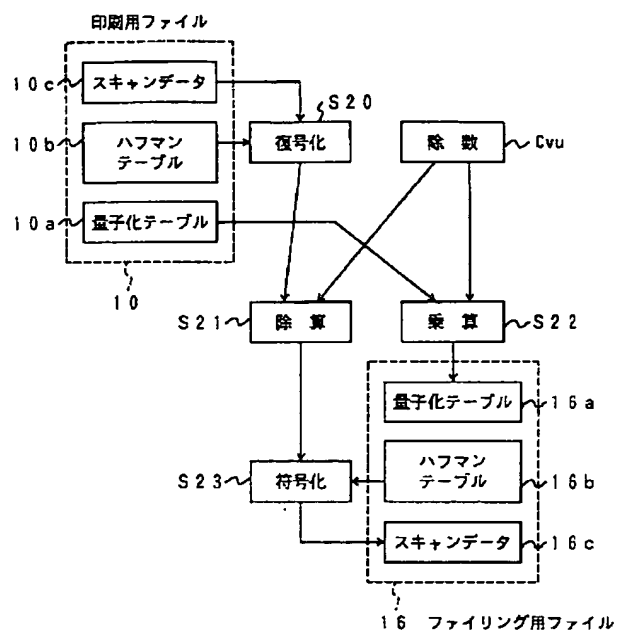 印刷用ファイル
10c スキャンデータ
S20
10b ハフマン
テーブル
復号化
除数 Cvu
10a 量子化テーブル
10
S21 除算
乗算 S22
量子化テーブル 16a
ハフマン
テーブル 16b
S23 符号化
スキャンデータ 16c
16 ファイリング用ファイル